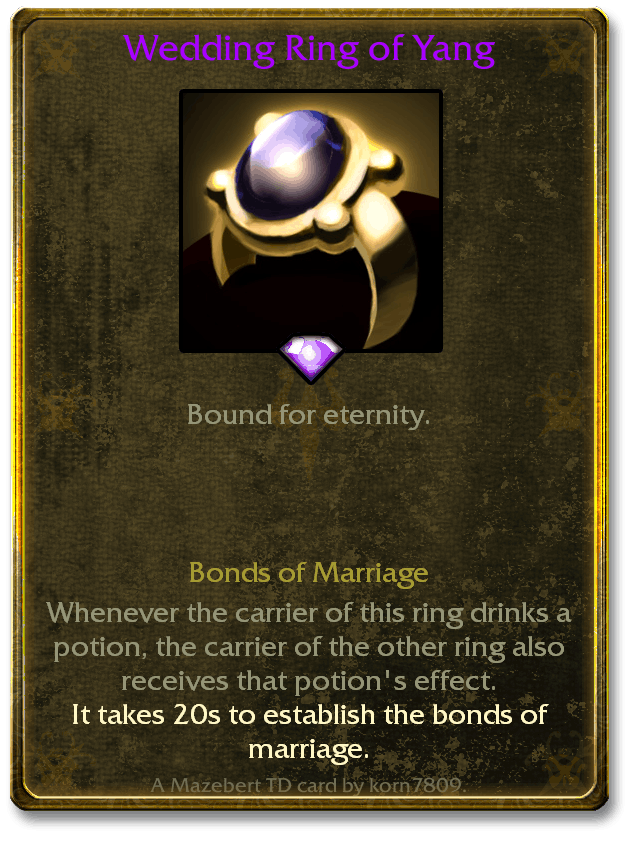 Wedding Ring of Yang
Bound for eternity.
Bonds of Marriage
Whenever the carrier of this ring drinks a
potion, the carrier of the other ring also
receives that potion's effect.
It takes 20s to establish the bonds of
marriage.
A Mazebert TD card by korn7809.